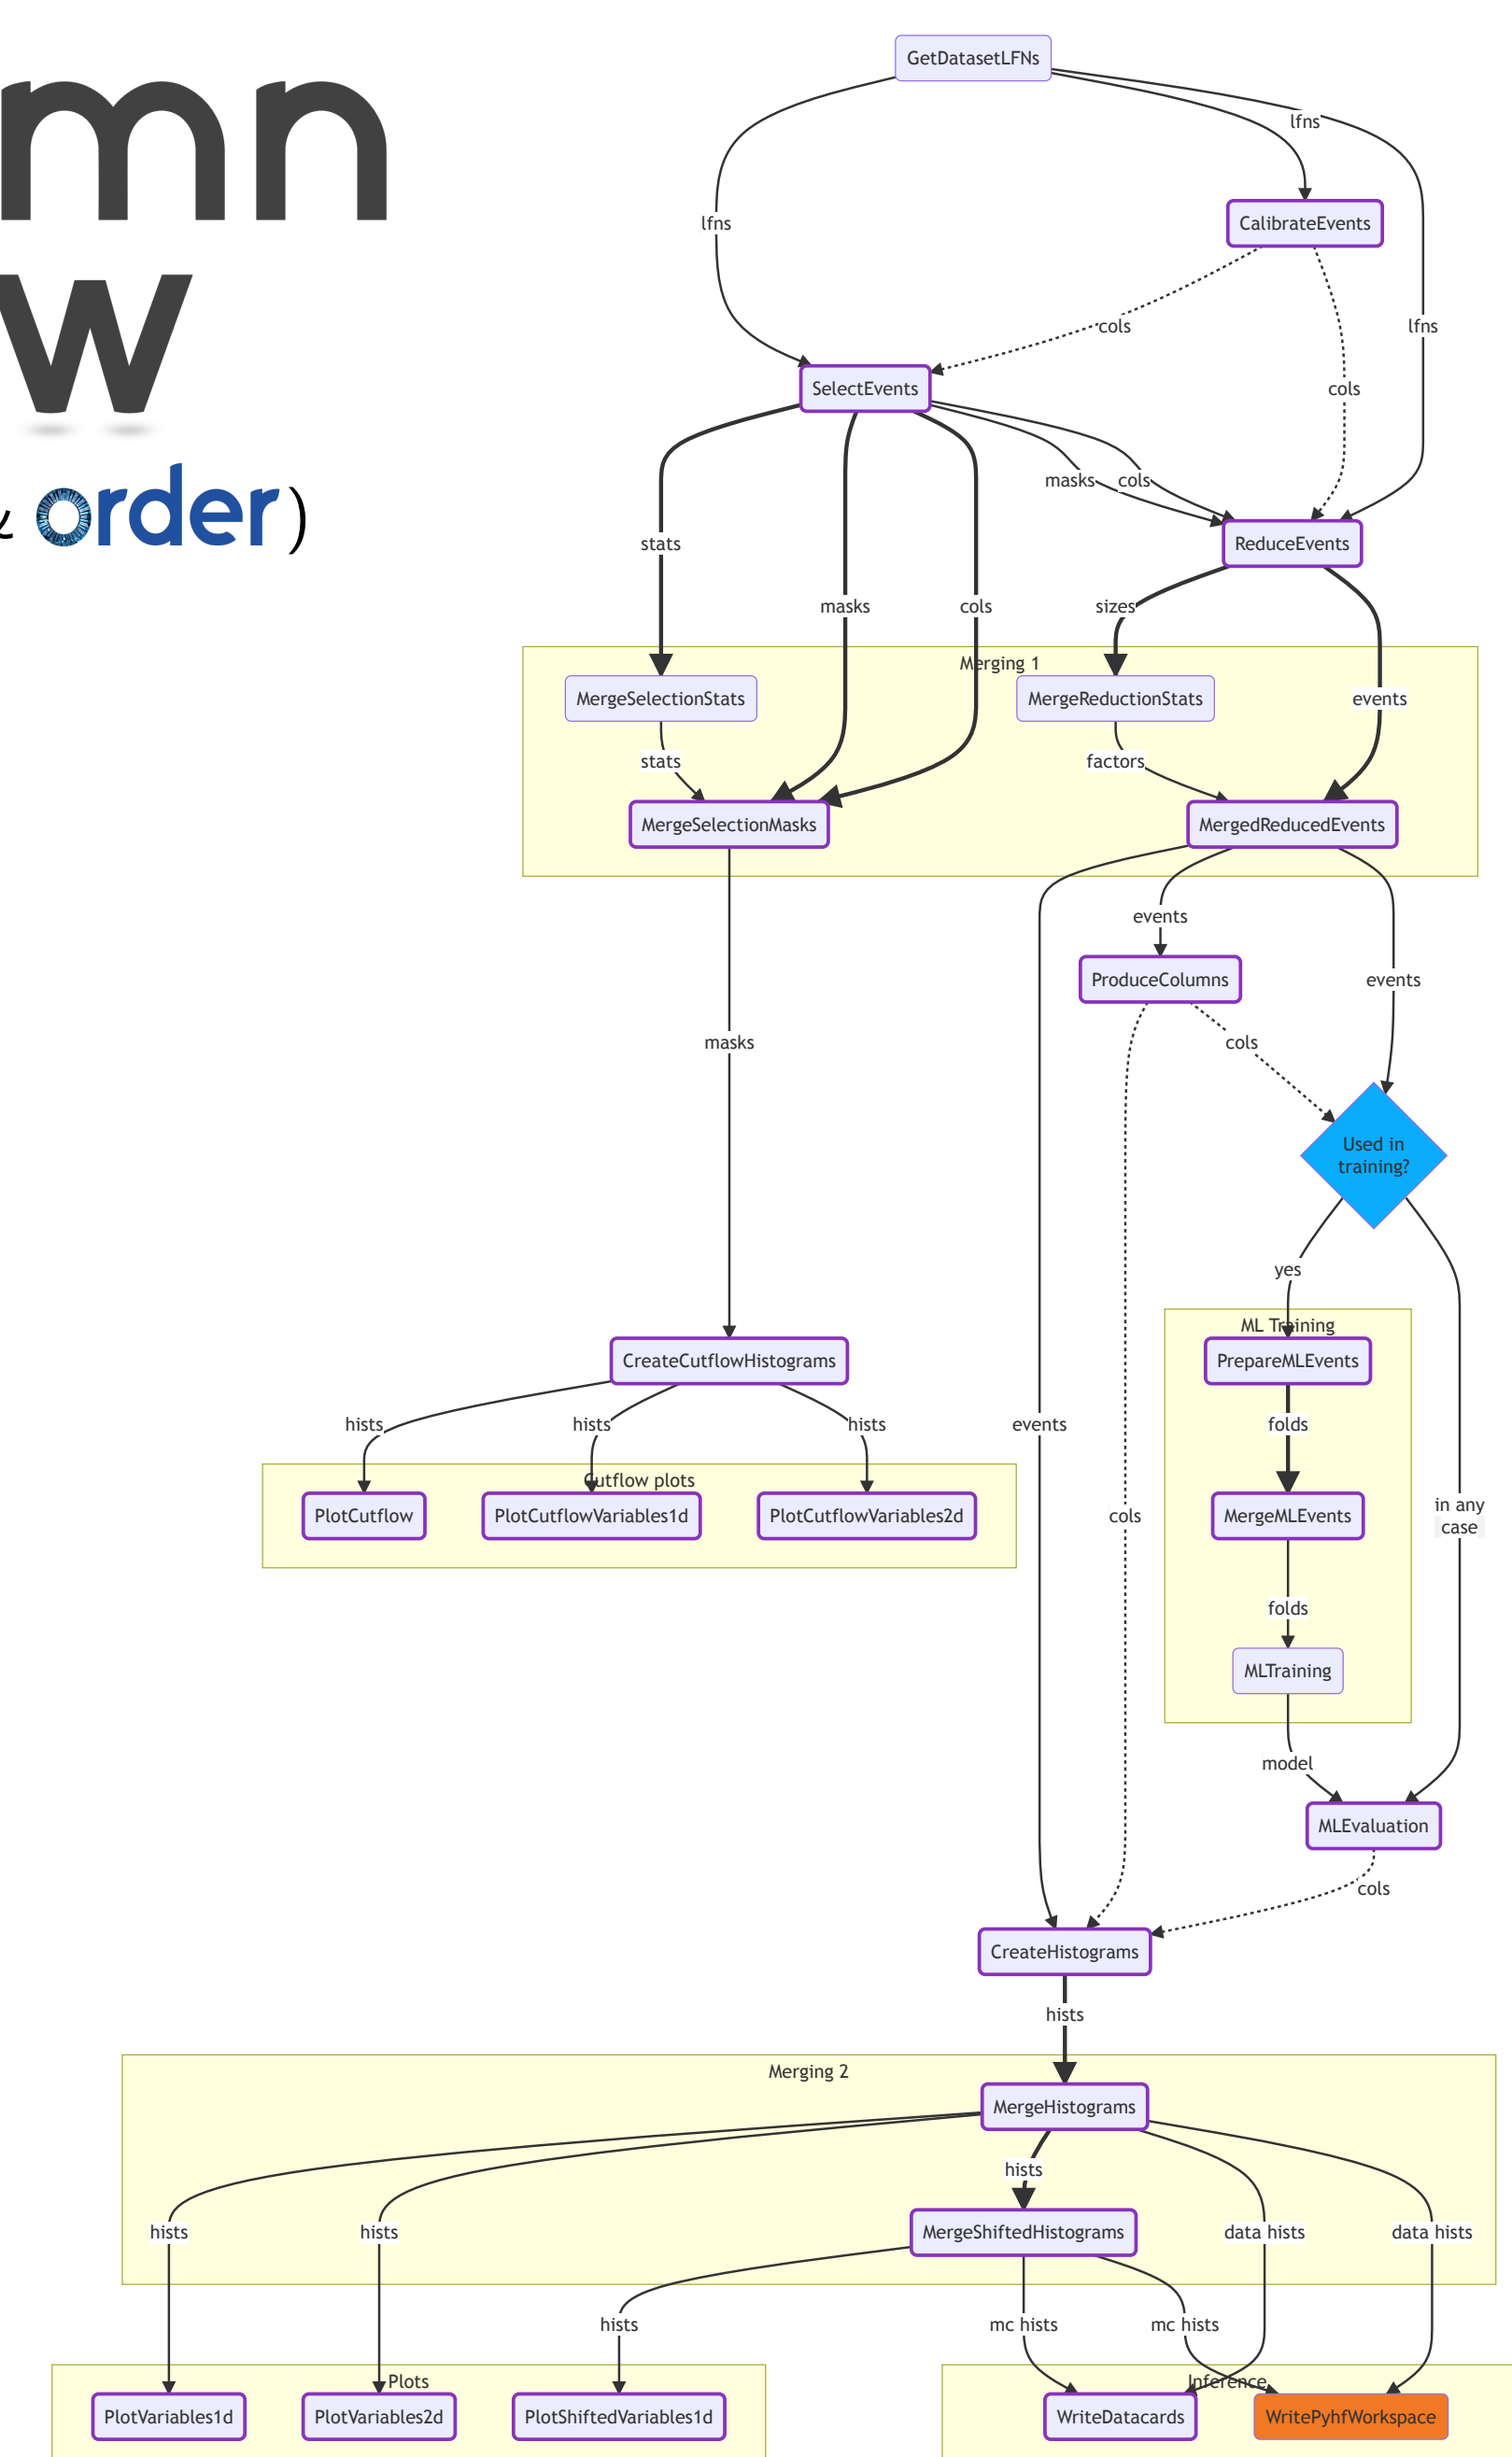 mn
w
order)
GetDatasetLFNs
lfns
lfns
CalibrateEvents
cols
lfns
SelectEvents
cols
masks
cols
stats
ReduceEvents
masks
cols
sizes
Merging 1
MergeSelectionStats
MergeReductionStats
events
stats
factors
MergeSelectionMasks
MergedReducedEvents
events
ProduceColumns
events
masks
cols
Used in
training?
yes
ML Training
CreateCutflowHistograms
PrepareMLEvents
hists
hists
hists
events
folds
Cutflow plots
PlotCutflow
PlotCutflowVariables1d
PlotCutflowVariables2d
cols
MergeMLEvents
in any
case
folds
MLTraining
model
MLEvaluation
cols
CreateHistograms
hists
Merging 2
MergeHistograms
hists
hists
hists
MergeShiftedHistograms
data hists
data hists
hists
mc hists
mc hists
Plots
Inference
PlotVariables1d
PlotVariables2d
PlotShiftedVariables1d
WriteDatacards
WritePyhfWorkspace
lfns